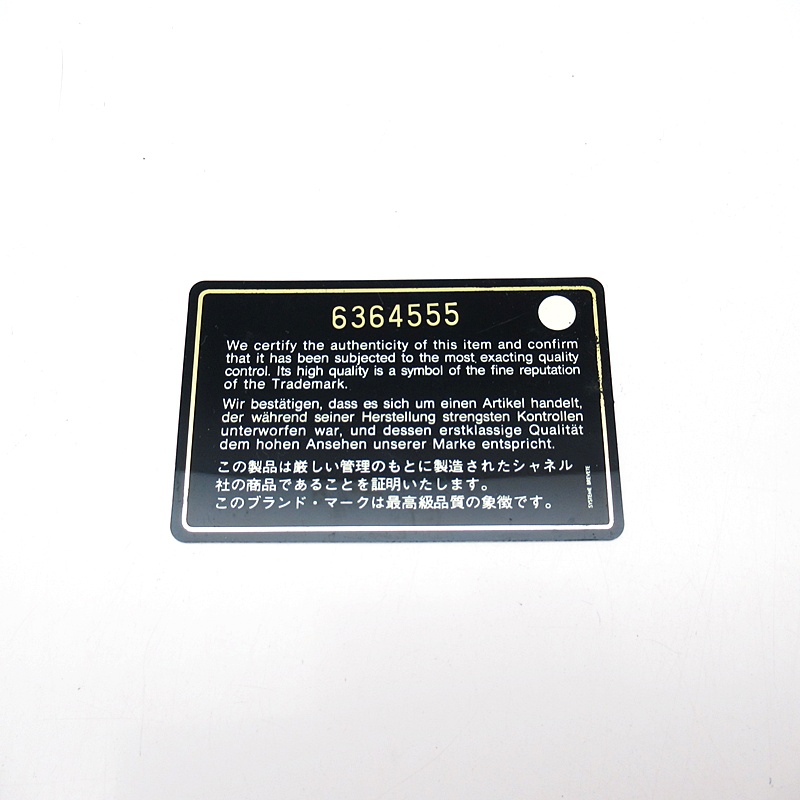 6364555
We certify the authenticity of this item and confirm
that it has been subjected to the most exacting quality
control. Its high quality is a symbol of the fine reputation
of the Trademark.
Wir bestätigen, dass es sich um einen Artikel handelt,
der während seiner Herstellung strengsten Kontrollen
unterworfen war, und dessen erstklassige Qualität
dem hohen Ansehen unserer Marke entspricht.
この製品は厳しい管理のもとに製造されたシャネル
社の商品であることを証明いたします。
このブランド・マークは最高級品質の象徴です。